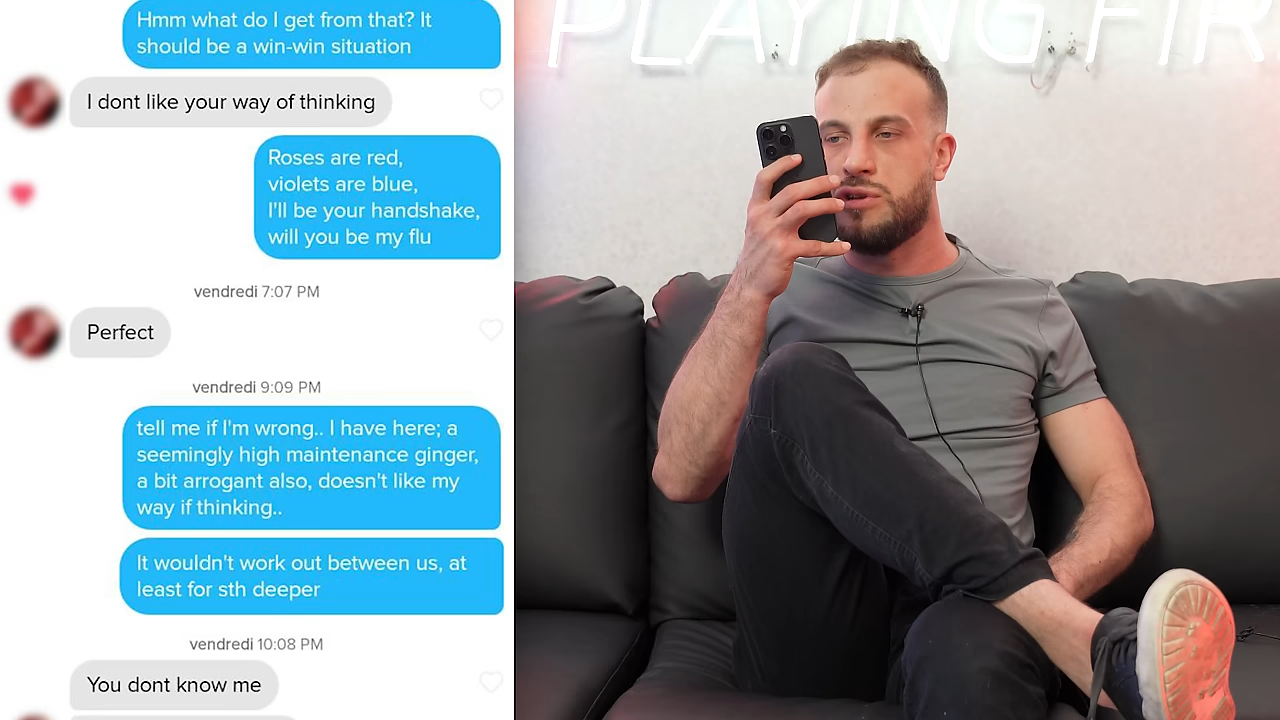 Hmm what do I get from that? It
should be a win-win situation
I dont like your way of thinking
Roses are red,
violets are blue,
I'll be your handshake,
will you be my flu
vendredi 7:07 PM
Perfect
vendredi 9:09 PM
tell me if I'm wrong.. I have here; a
seemingly high maintenance ginger,
a bit arrogant also, doesn't like my
way if thinking..
It wouldn't work out between us, at
least for sth deeper
vendredi 10:08 PM
You dont know me
PLAYING FIR